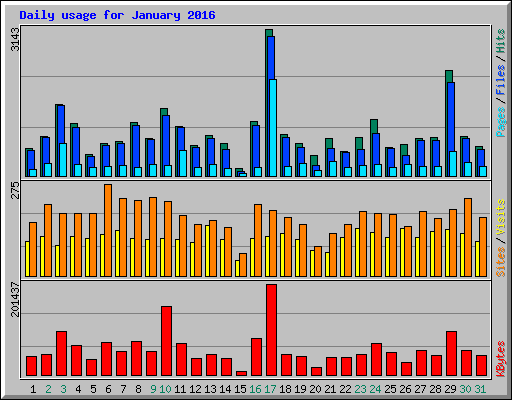 Daily usage for January 2016
3143
Pages/Files/Hits
275
Sites/Visits
201437
KBytes
1 2 3 4 5 6 7 8 9 10 11 12 13 14 15 16 17 18 19 20 21 22 23 24 25 26 27 28 29 30 31